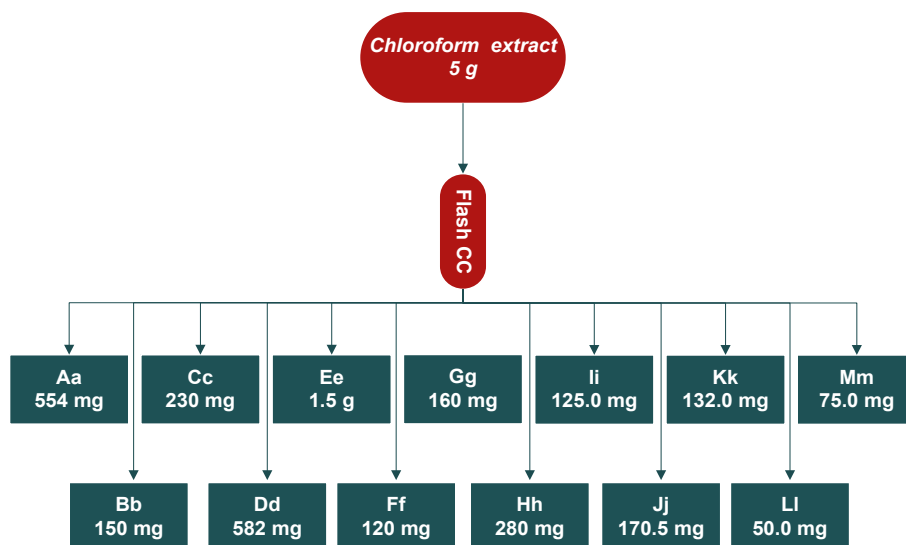 Chloroform extract
5 g
Flash CC
Aa
554 mg
Cc
230 mg
Ee
1.5 g
Gg
160 mg
Ii
125.0 mg
Kk
132.0 mg
Mm
75.0 mg
Bb
150 mg
Dd
582 mg
Ff
120 mg
Hh
280 mg
Jj
170.5 mg
Ll
50.0 mg